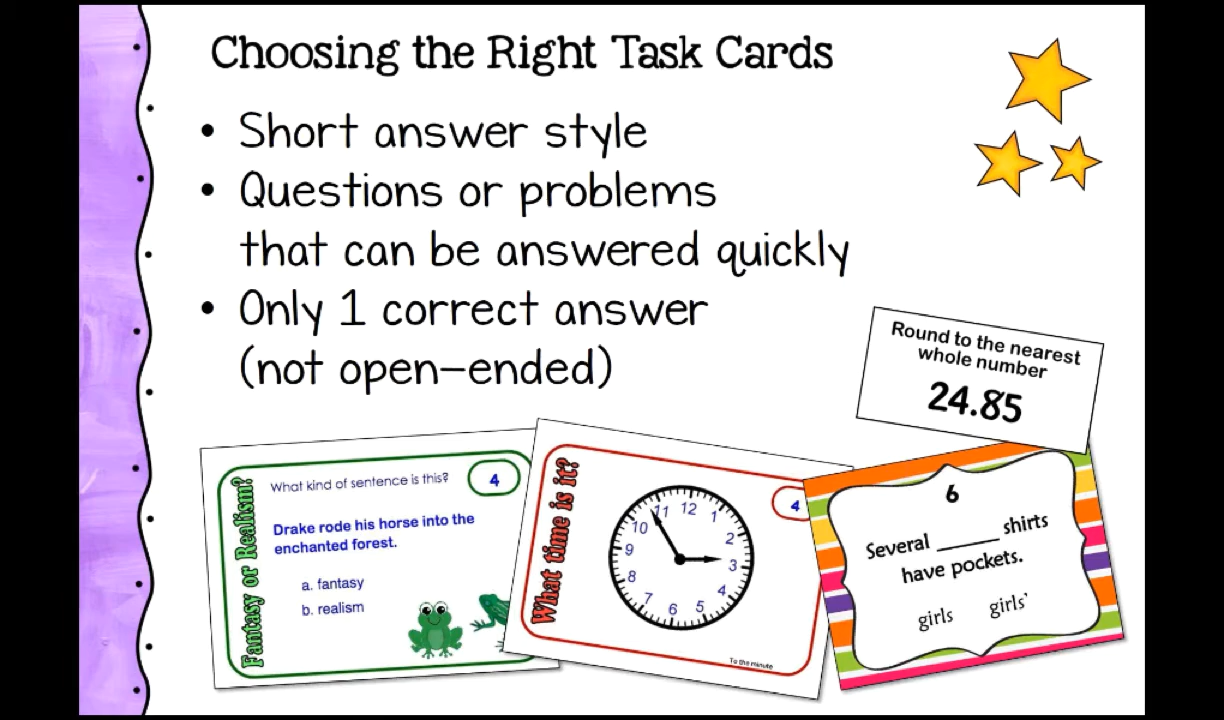 Choosing the Right Task Cards
• Short answer style
• Questions or problems
that can be answered quickly
• Only 1 correct answer
(not open-ended)
Round to the nearest
whole number
24.85
Fantasy or Realism?
What kind of sentence is this?
4
Drake rode his horse into the
enchanted forest.
a. fantasy
b. realism
What time is it?
4
12
1
2
3
4
5
6
7
8
9
10
11
To the minute
6
Several _____ shirts
have pockets.
girls girls'